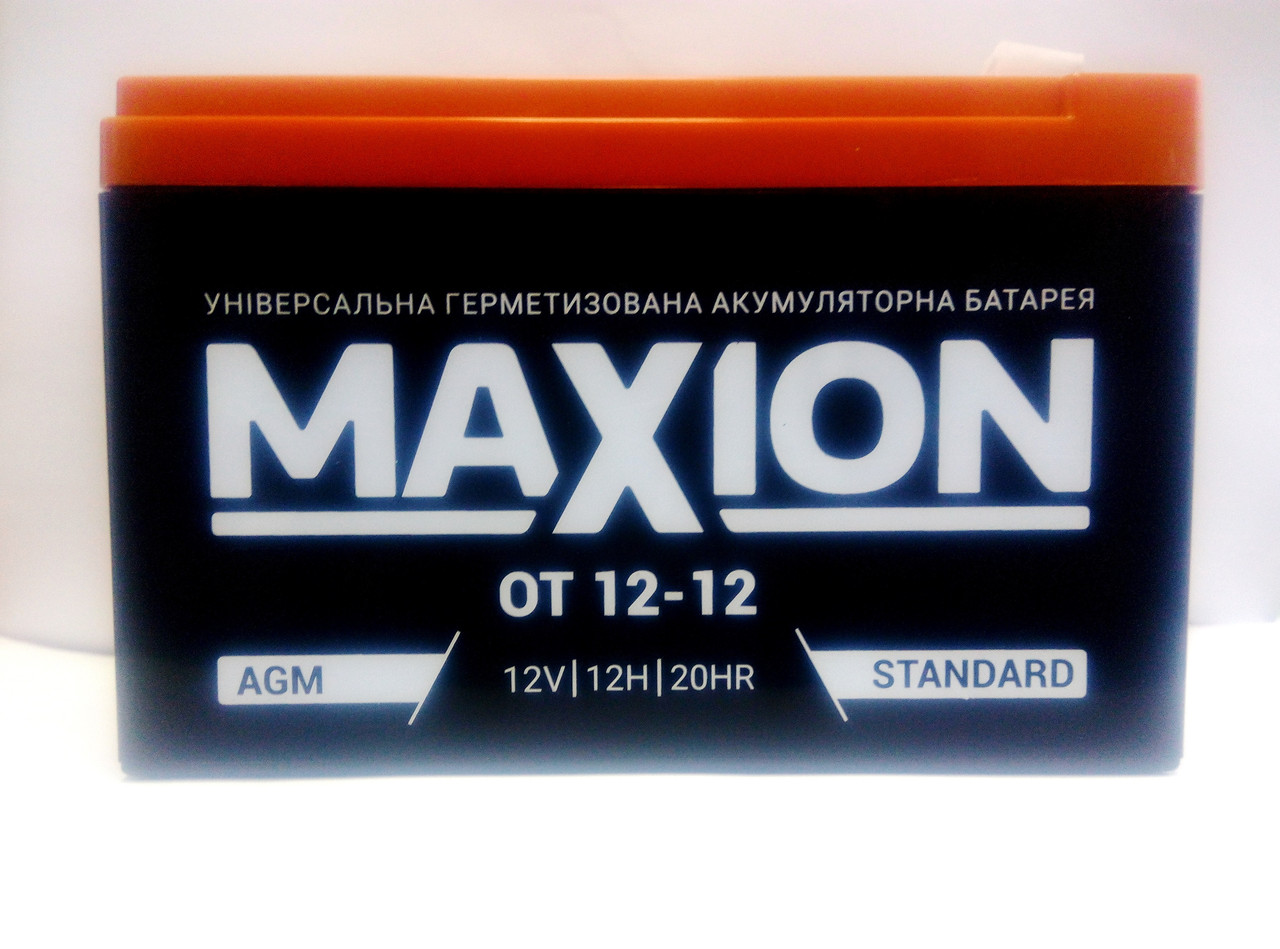 УНІВЕРСАЛЬНА ГЕРМЕТИЗОВАНА АКУМУЛЯТОРНА БАТАРЕЯ
MAXION
OT 12-12
AGM 12V|12H|20HR STANDARD